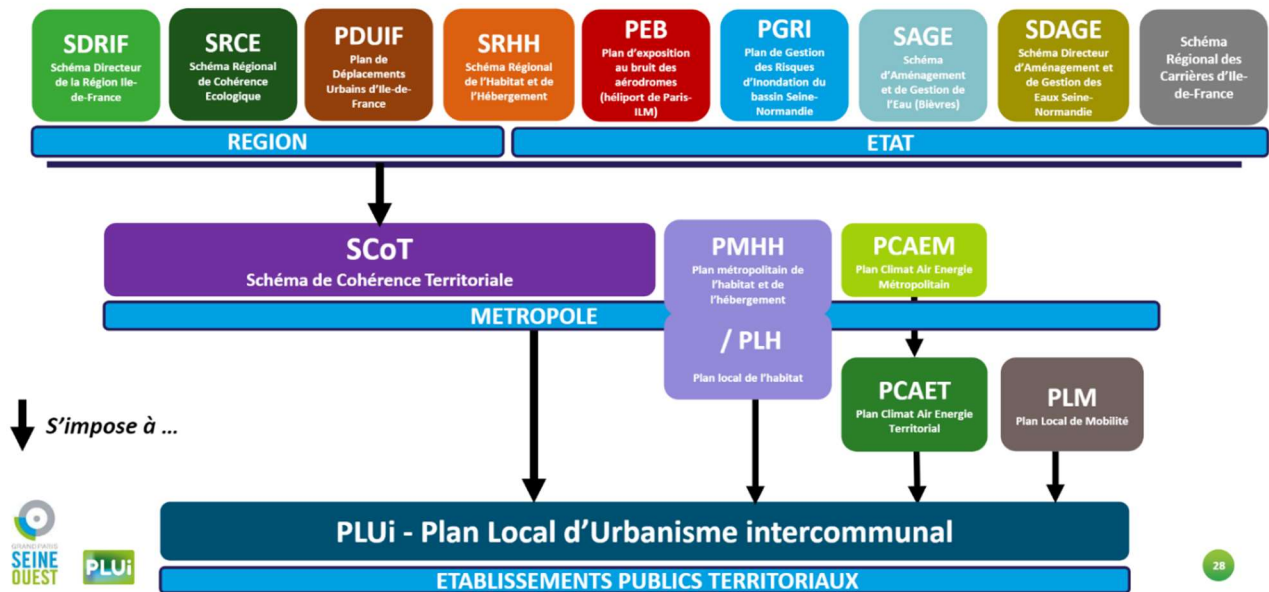 SDRIF
Schéma Directeur
de la Région Ile-
de-France
SRCE
Schéma Régional
de Cohérence
Ecologique
PDUIF
Plan de
Déplacements
Urbains d'Ile-de-
France
SRHH
Schéma Régional
de l'Habitat et de
l'Hébergement
PEB
Plan d'exposition
au bruit des
aérodromes
(héliport de Paris-
ILM)
PGRI
Plan de Gestion
des Risques
d'Inondation du
bassin Seine-
Normandie
SAGE
Schéma
d'Aménagement
et de Gestion de
l'Eau (Bièvres)
SDAGE
Schéma Directeur
d'Aménagement et
de Gestion des
Eaux Seine-
Normandie
Schéma
Régional des
Carrières d'Ile-
de-France
REGION
ETAT
SCoT
Schéma de Cohérence Territoriale
PMHH
Plan métropolitain de
l'habitat et de
l'hébergement
PCAEM
Plan Climat Air Energie
Métropolitain
METROPOLE
/ PLH
Plan local de l'habitat
PCAET
Plan Climat Air Energie
Territorial
PLM
Plan Local de Mobilité
S'impose à ...
PLUi - Plan Local d'Urbanisme intercommunal
ETABLISSEMENTS PUBLICS TERRITORIAUX
GRAND PARIS
SEINE
OUEST
PLUi
28